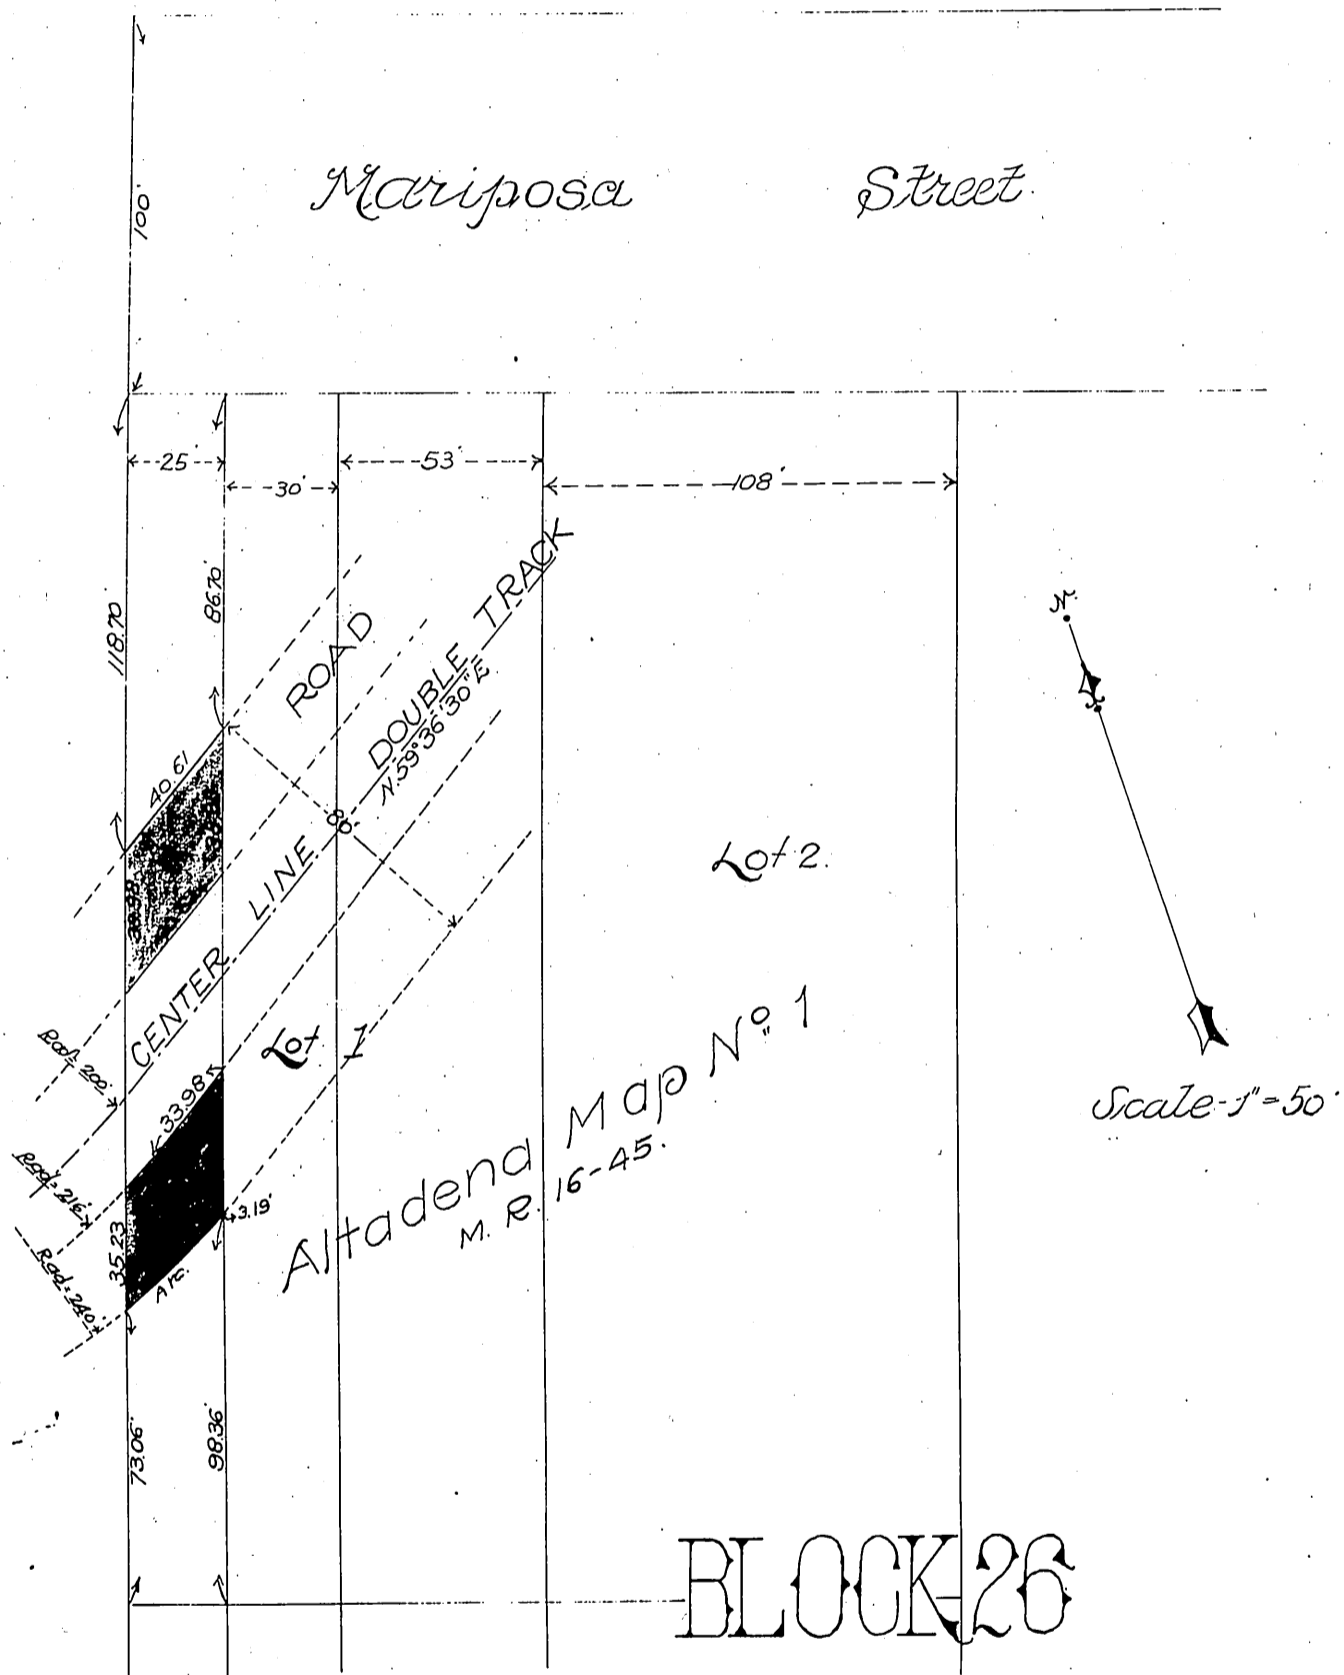 Mariposa Street
100'
25'
53'
30'
108'
118.70'
86.70'
ROAD
DOUBLE TRACK
N.59°36'30"E.
40.61
80'
CENTER LINE
Lot 2.
Lot 1
Rad=200'
33.98
Rad=216'
35.23
3.19'
Rad=240'
Arc.
Altadena Map Nº 1
M. R. 16-45.
Scale-1"=50'
73.06'
98.36'
BLOCK-26